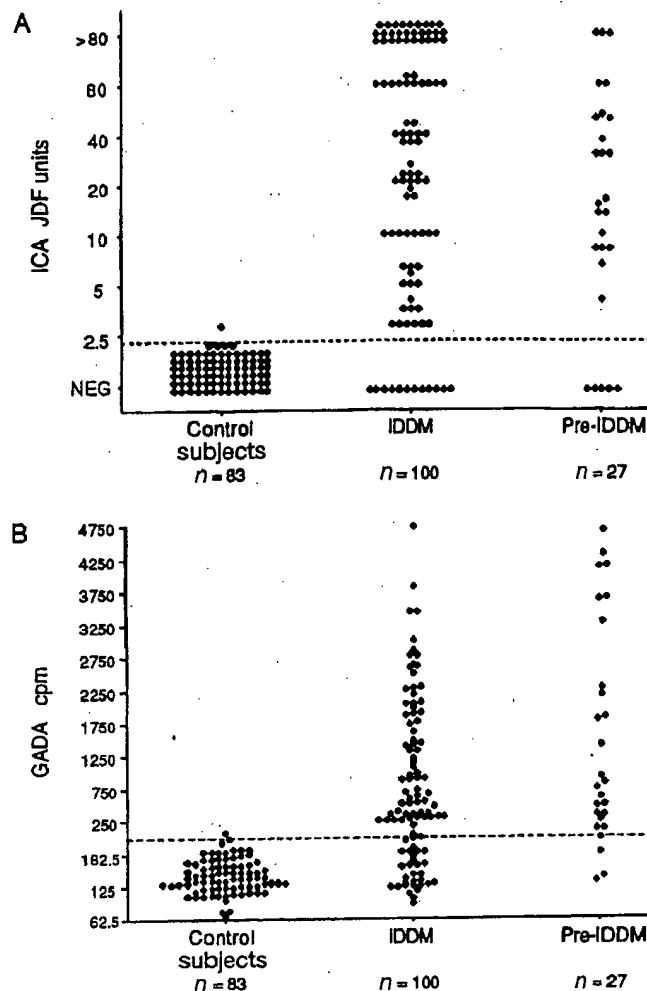 A
>80
80
40
20
10
5
2.5
NEG
ICA JDF units
Control subjects
IDDM
Pre-IDDM
n=83
n=100
n=27
B
4750
4250
3750
3250
2750
2250
1750
1250
750
250
182.5
125
62.5
GADA cpm
Control subjects
IDDM
Pre-IDDM
n=83
n=100
n=27